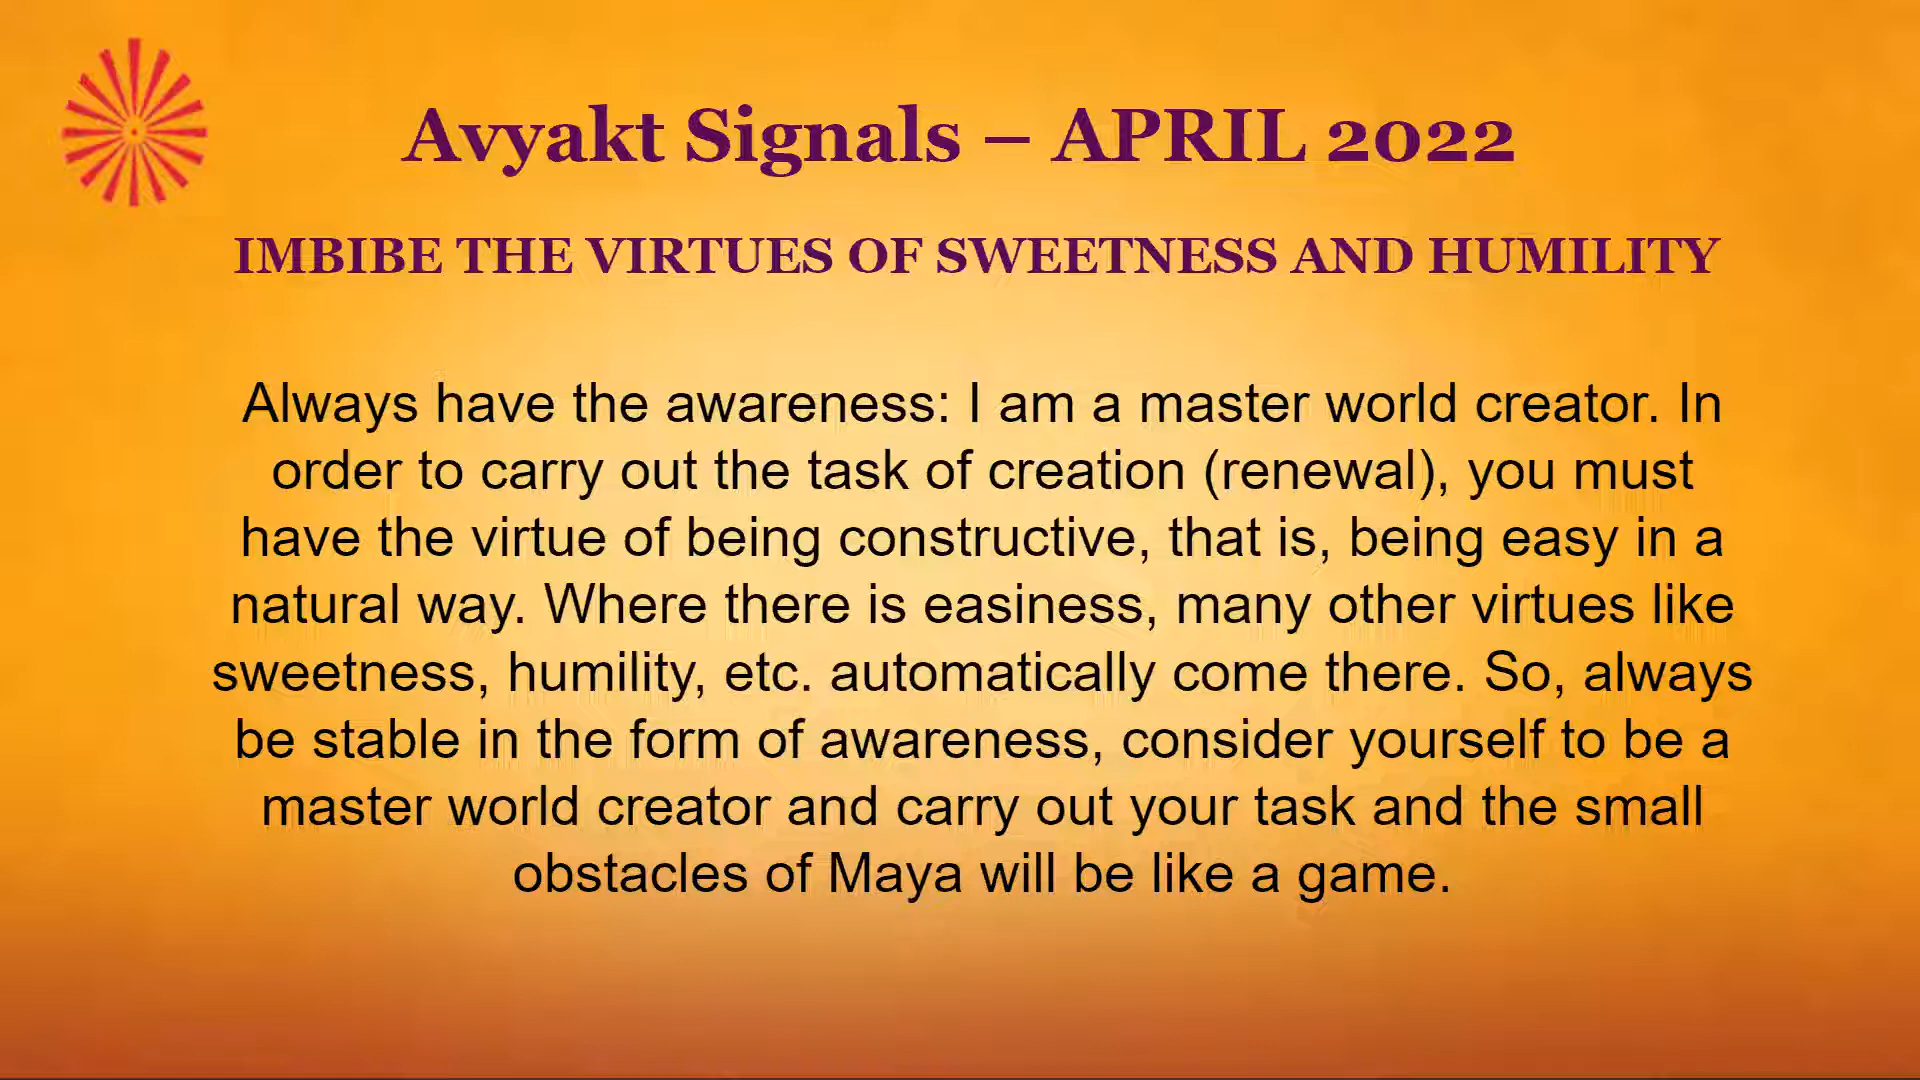 Avyakt Signals – APRIL 2022
IMBIBE THE VIRTUES OF SWEETNESS AND HUMILITY
Always have the awareness: I am a master world creator. In
order to carry out the task of creation (renewal), you must
have the virtue of being constructive, that is, being easy in a
natural way. Where there is easiness, many other virtues like
sweetness, humility, etc. automatically come there. So, always
be stable in the form of awareness, consider yourself to be a
master world creator and carry out your task and the small
obstacles of Maya will be like a game.